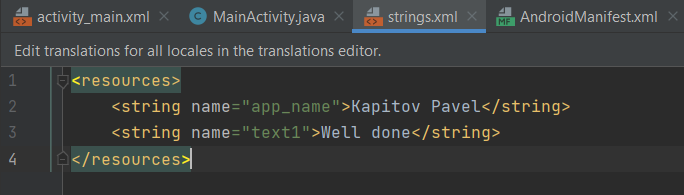 activity_main.xml MainActivity.java strings.xml AndroidManifest.xml
Edit translations for all locales in the translations editor.
1 <resources>
2 <string name="app_name">Kapitov Pavel</string>
3 <string name="text1">Well done</string>
4 </resources>